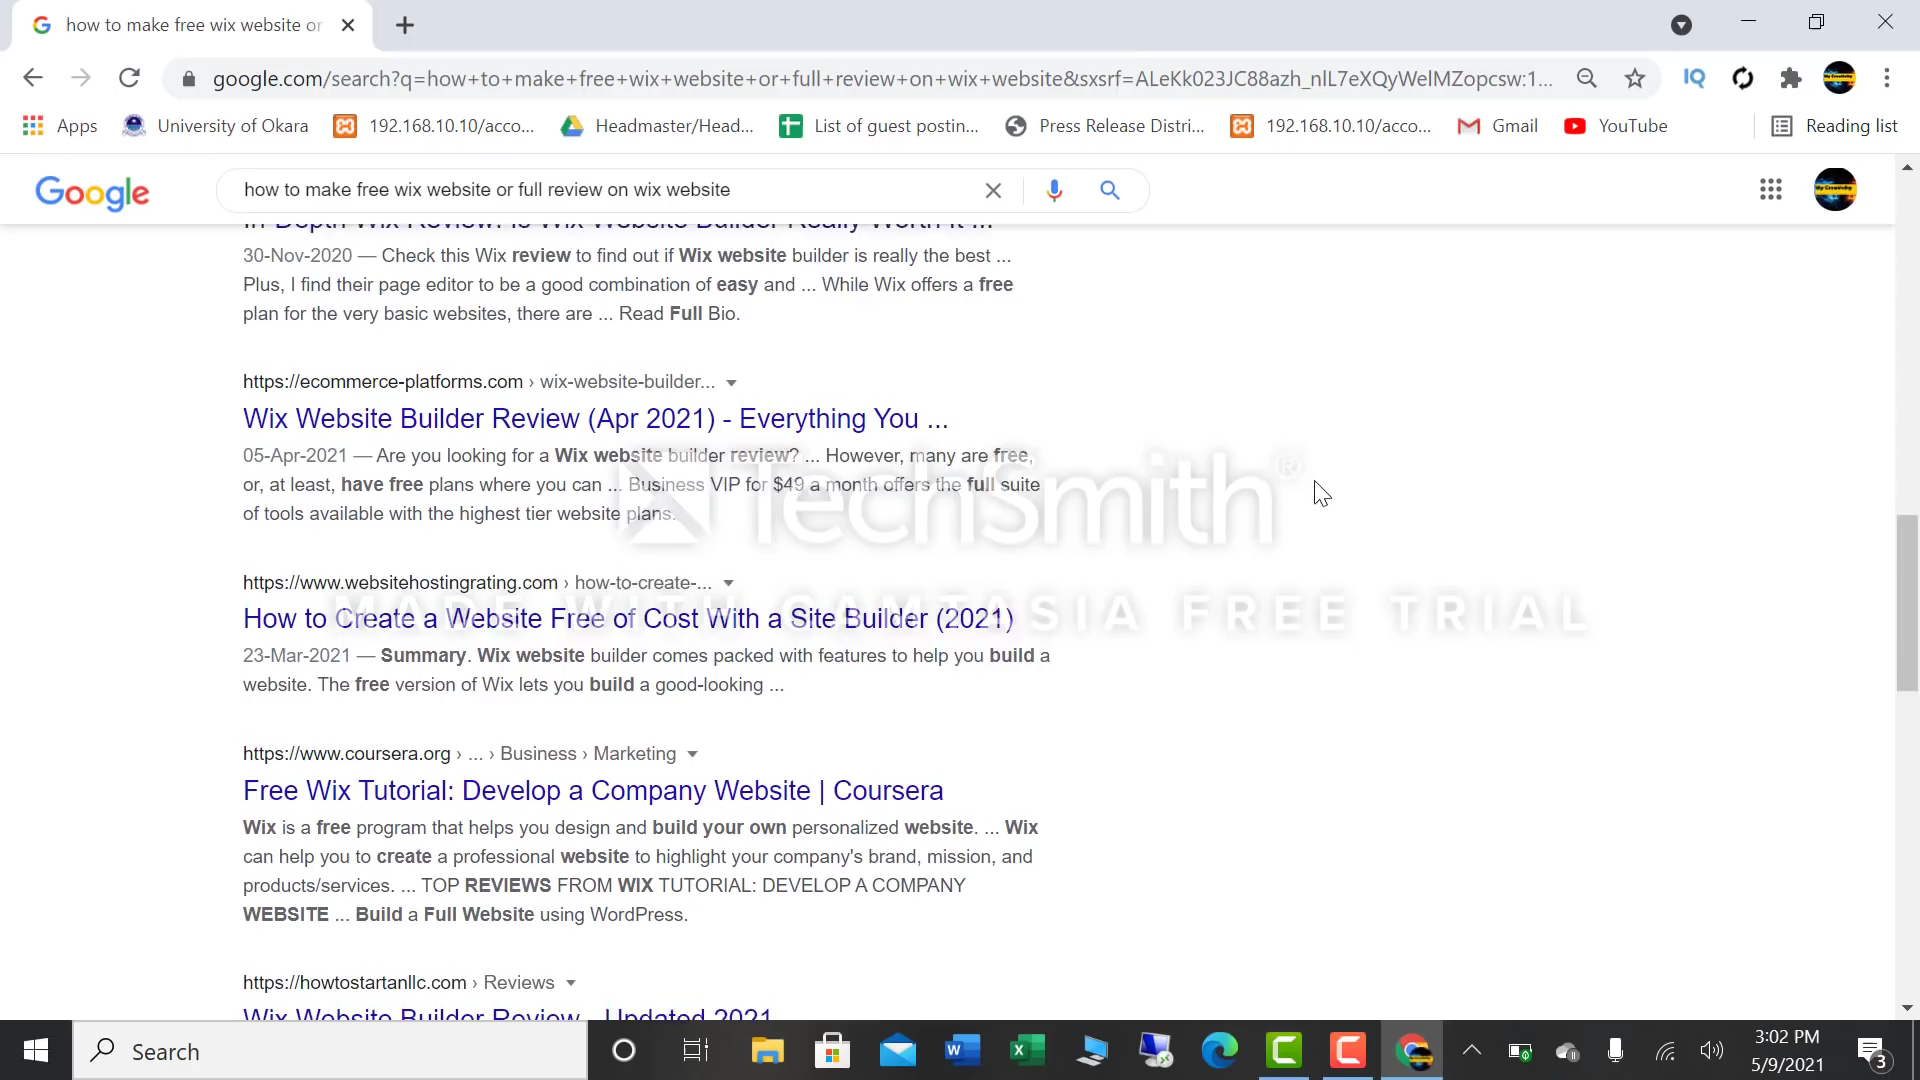 how to make free wix website or
google.com/search?q=how+to+make+free+wix+website+or+full+review+on+wix+website&sxsrf=ALeKk023JC88azh_nlL7eXQyWelMZopcsw:1...
IQ
Apps
University of Okara
192.168.10.10/acco...
Headmaster/Head...
List of guest postin...
Press Release Distri...
192.168.10.10/acco...
Gmail
YouTube
Reading list
Google
how to make free wix website or full review on wix website
In-Depth Wix Review: Is Wix Website Builder Really Worth It ...
30-Nov-2020 — Check this Wix review to find out if Wix website builder is really the best ...
Plus, I find their page editor to be a good combination of easy and ... While Wix offers a free
plan for the very basic websites, there are ... Read Full Bio.
https://ecommerce-platforms.com › wix-website-builder...
Wix Website Builder Review (Apr 2021) - Everything You ...
05-Apr-2021 — Are you looking for a Wix website builder review? ... However, many are free,
or, at least, have free plans where you can ... Business VIP for $49 a month offers the full suite
of tools available with the highest tier website plans.
TechSmith®
MADE WITH CAMTASIA FREE TRIAL
https://www.websitehostingrating.com › how-to-create-...
How to Create a Website Free of Cost With a Site Builder (2021)
23-Mar-2021 — Summary. Wix website builder comes packed with features to help you build a
website. The free version of Wix lets you build a good-looking ...
https://www.coursera.org › ... › Business › Marketing
Free Wix Tutorial: Develop a Company Website | Coursera
Wix is a free program that helps you design and build your own personalized website. ... Wix
can help you to create a professional website to highlight your company's brand, mission, and
products/services. ... TOP REVIEWS FROM WIX TUTORIAL: DEVELOP A COMPANY
WEBSITE ... Build a Full Website using WordPress.
https://howtostartanllc.com › Reviews
Wix Website Builder Review - Updated 2021
Search
3:02 PM
5/9/2021
3